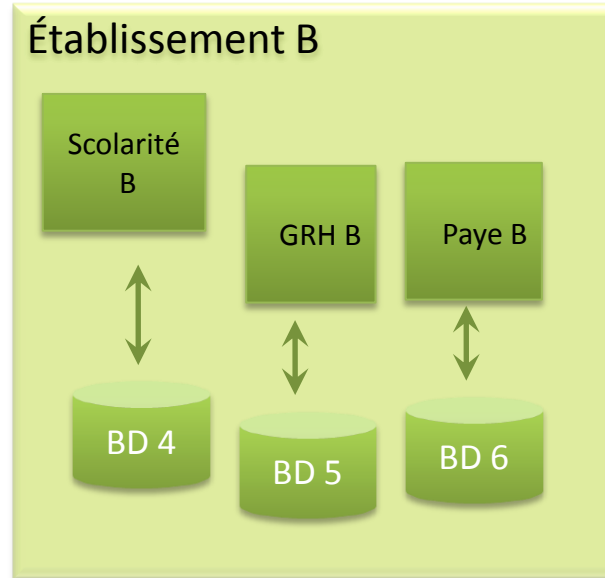 Établissement B
Scolarité
B
GRH B
Paye B
BD 4
BD 5
BD 6